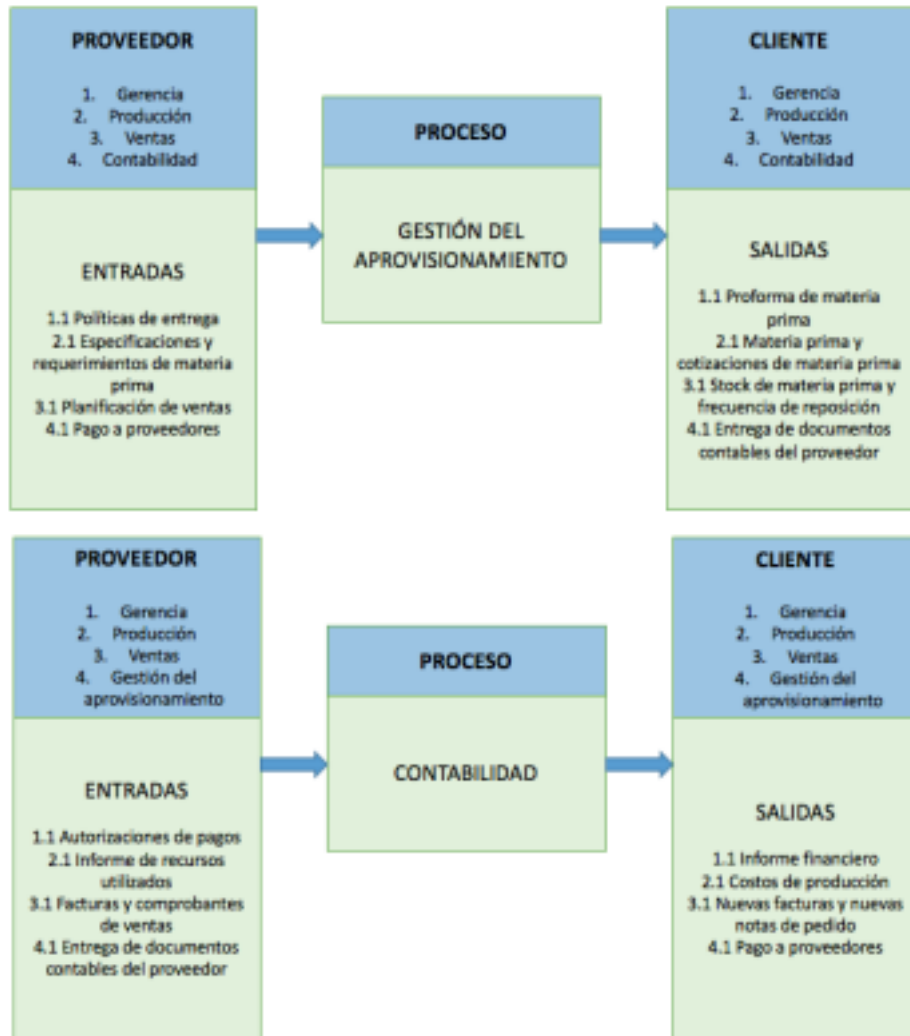 PROVEEDOR
1. Gerencia
2. Producción
3. Ventas
4. Contabilidad
ENTRADAS
1.1 Políticas de entrega
2.1 Especificaciones y
requerimientos de materia
prima
3.1 Planificación de ventas
4.1 Pago a proveedores
PROCESO
GESTIÓN DEL
APROVISIONAMIENTO
CLIENTE
1. Gerencia
2. Producción
3. Ventas
4. Contabilidad
SALIDAS
1.1 Proforma de materia
prima
2.1 Materia prima y
cotizaciones de materia prima
3.1 Stock de materia prima y
frecuencia de reposición
4.1 Entrega de documentos
contables del proveedor
PROVEEDOR
1. Gerencia
2. Producción
3. Ventas
4. Gestión del
aprovisionamiento
ENTRADAS
1.1 Autorizaciones de pagos
2.1 Informe de recursos
utilizados
3.1 Facturas y comprobantes
de ventas
4.1 Entrega de documentos
contables del proveedor
PROCESO
CONTABILIDAD
CLIENTE
1. Gerencia
2. Producción
3. Ventas
4. Gestión del
aprovisionamiento
SALIDAS
1.1 Informe financiero
2.1 Costos de producción
3.1 Nuevas facturas y nuevas
notas de pedido
4.1 Pago a proveedores